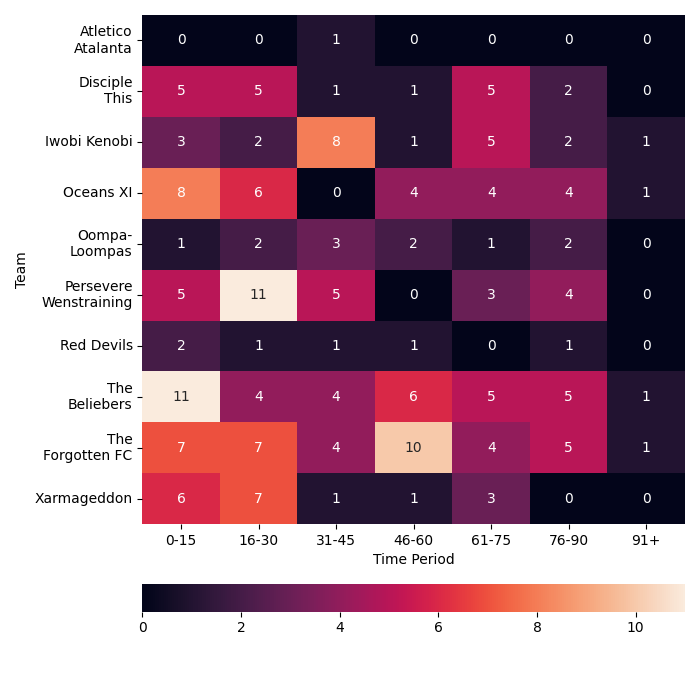 Atletico
Atalanta
0 0 1 0 0 0 0
Disciple
This
5 5 1 1 5 2 0
Iwobi Kenobi
3 2 8 1 5 2 1
Oceans XI
8 6 0 4 4 4 1
Oompa-
Loompas
1 2 3 2 1 2 0
Persevere
Wenstraining
5 11 5 0 3 4 0
Red Devils
2 1 1 1 0 1 0
The
Beliebers
11 4 4 6 5 5 1
The
Forgotten FC
7 7 4 10 4 5 1
Xarmageddon
6 7 1 1 3 0 0
Team
0-15 16-30 31-45 46-60 61-75 76-90 91+
Time Period
0 2 4 6 8 10